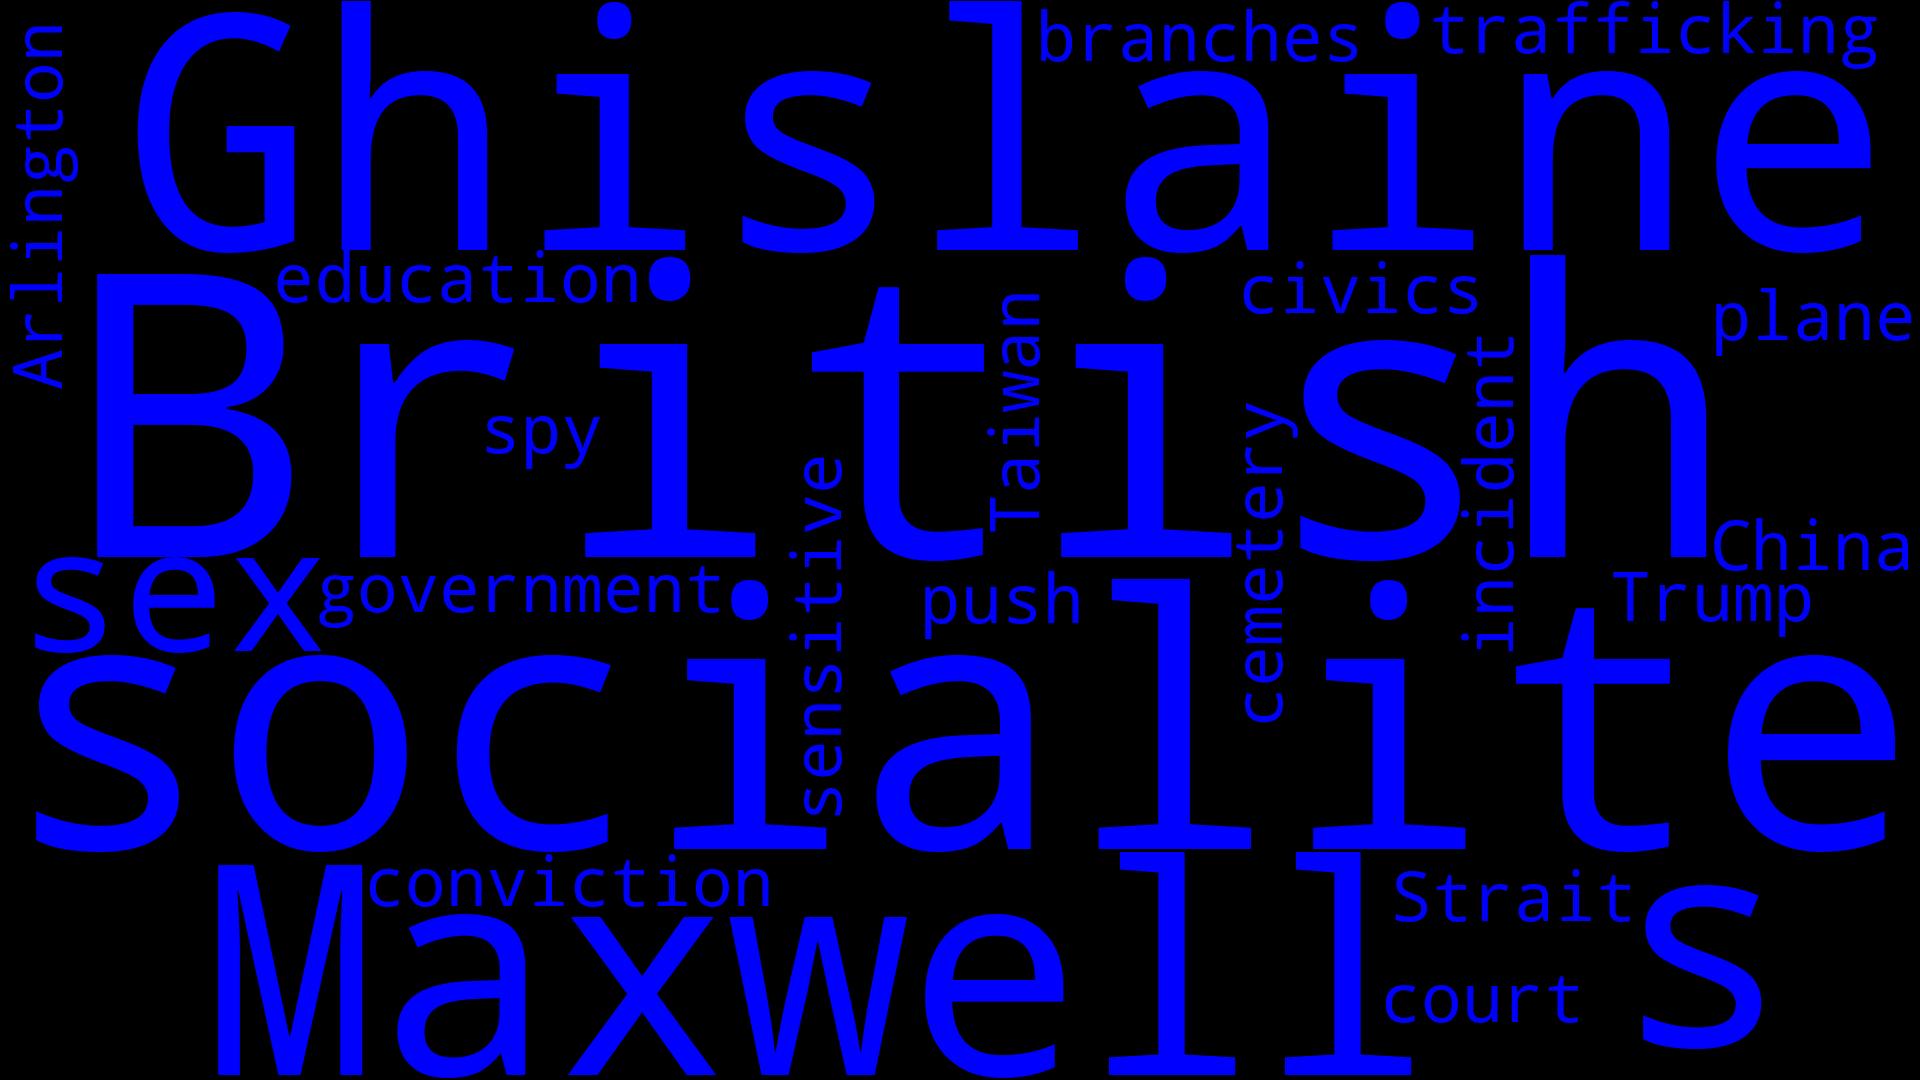 branches
trafficking
Ghislaine
Arlington
education
civics
plane
British
spy
Taiwan
sensitive
cemetery
incident
China
sex
government
push
Trump
socialite
conviction
Maxwell
Strait
s
court